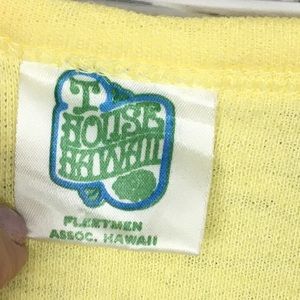 T
HOUSE
HAWAII
FLEETMEN
ASSOC. HAWAII